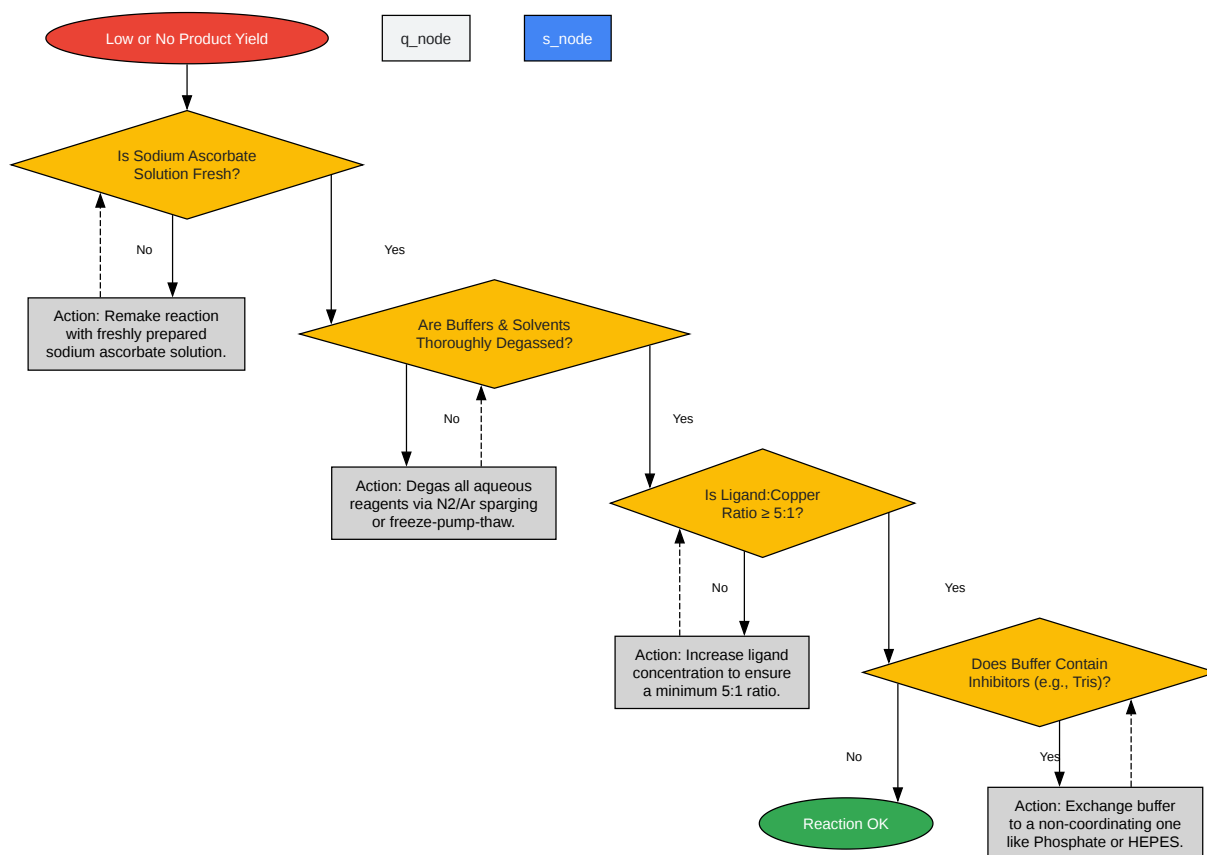 Low or No Product Yield
q_node
s_node
Is Sodium Ascorbate
Solution Fresh?
No
Yes
Action: Remake reaction
with freshly prepared
sodium ascorbate solution.
Are Buffers & Solvents
Thoroughly Degassed?
No
Yes
Action: Degas all aqueous
reagents via N2/Ar sparging
or freeze-pump-thaw.
Is Ligand:Copper
Ratio ≥ 5:1?
No
Yes
Action: Increase ligand
concentration to ensure
a minimum 5:1 ratio.
Does Buffer Contain
Inhibitors (e.g., Tris)?
No
Yes
Reaction OK
Action: Exchange buffer
to a non-coordinating one
like Phosphate or HEPES.